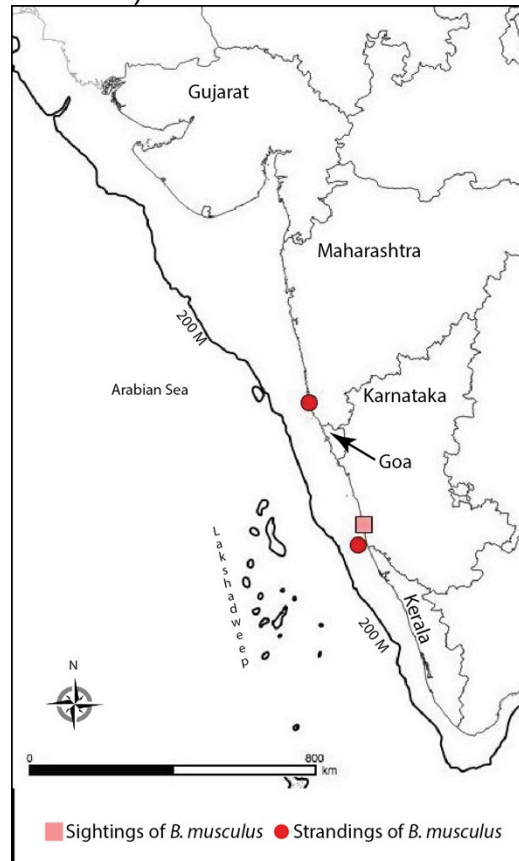 Gujarat
Maharashtra
200 M
Arabian Sea
Karnataka
Goa
Lakshadweep
Kerala
200 M
N
0
800
km
Sightings of B. musculus
Strandings of B. musculus